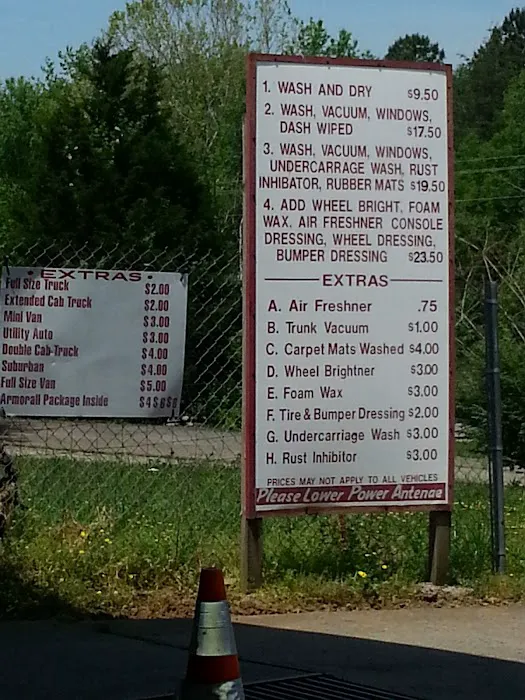 EXTRAS
Full Size Truck $2.00
Extended Cab Truck $2.00
Mini Van $3.00
Utility Auto $3.00
Double Cab-Truck $4.00
Suburban $4.00
Full Size Van $5.00
Armorall Package Inside
1. WASH AND DRY $9.50
2. WASH, VACUUM, WINDOWS,
DASH WIPED $17.50
3. WASH, VACUUM, WINDOWS,
UNDERCARRAGE WASH, RUST
INHIBATOR, RUBBER MATS $19.50
4. ADD WHEEL BRIGHT, FOAM
WAX, AIR FRESHNER CONSOLE
DRESSING, WHEEL DRESSING,
BUMPER DRESSING $23.50
EXTRAS
A. Air Freshner .75
B. Trunk Vacuum $1.00
C. Carpet Mats Washed $4.00
D. Wheel Brightner $3.00
E. Foam Wax $3.00
F. Tire & Bumper Dressing $2.00
G. Undercarriage Wash $3.00
H. Rust Inhibitor $3.00
PRICES MAY NOT APPLY TO ALL VEHICLES
Please Lower Power Antenae